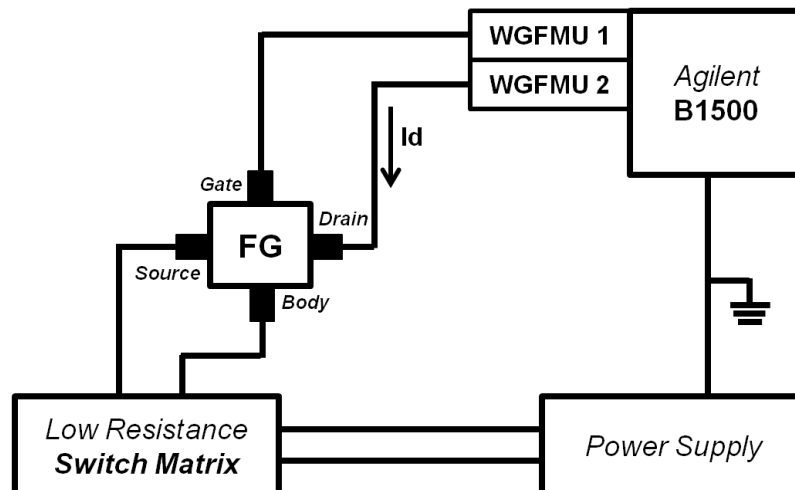 WGFMU 1
WGFMU 2
Agilent
B1500
Id
Gate
Drain
FG
Source
Body
Low Resistance
Switch Matrix
Power Supply